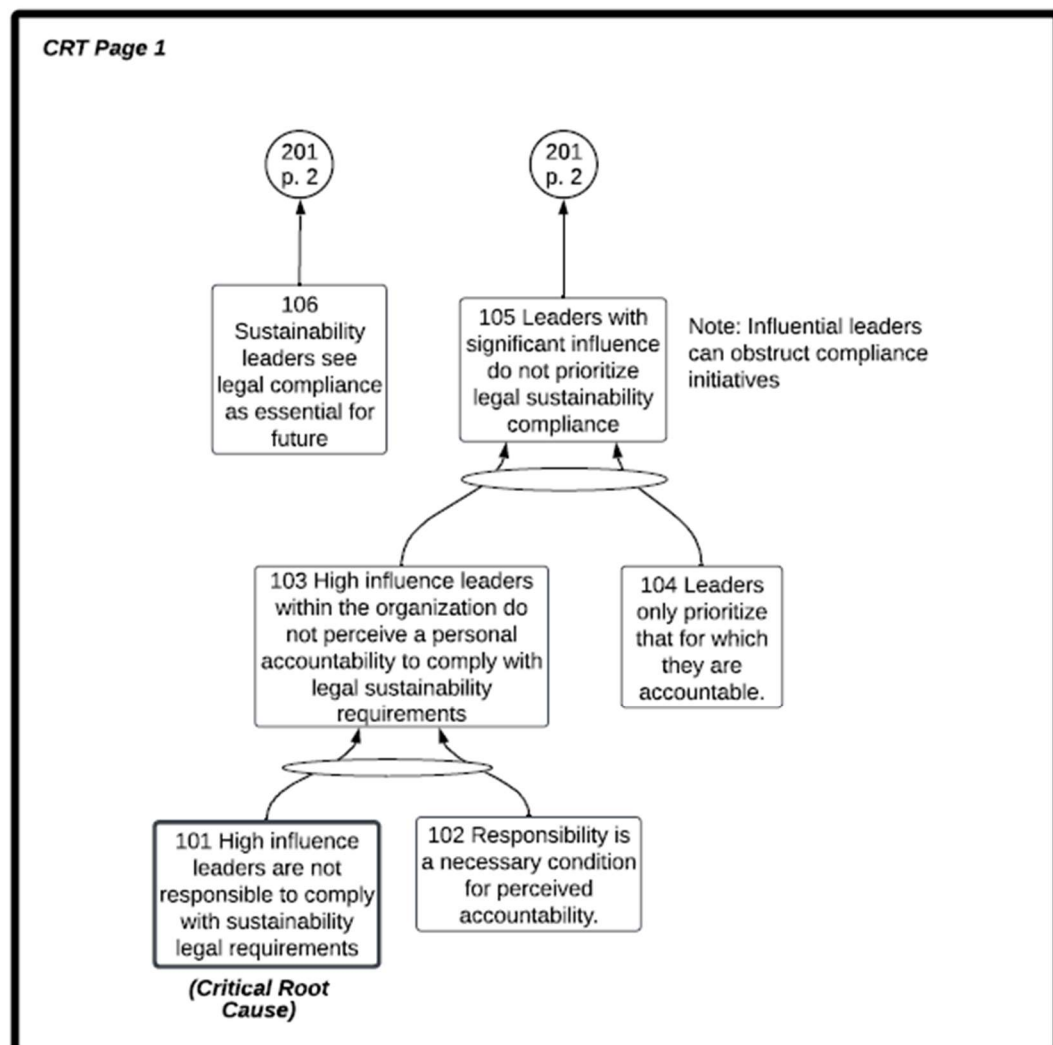 CRT Page 1
201
p. 2
201
p. 2
106
Sustainability
leaders see
legal compliance
as essential for
future
105 Leaders with
significant influence
do not prioritize
legal sustainability
compliance
Note: Influential leaders
can obstruct compliance
initiatives
103 High influence leaders
within the organization do
not perceive a personal
accountability to comply with
legal sustainability
requirements
104 Leaders
only prioritize
that for which
they are
accountable.
101 High influence
leaders are not
responsible to comply
with sustainability
legal requirements
102 Responsibility is
a necessary condition
for perceived
accountability.
(Critical Root
Cause)